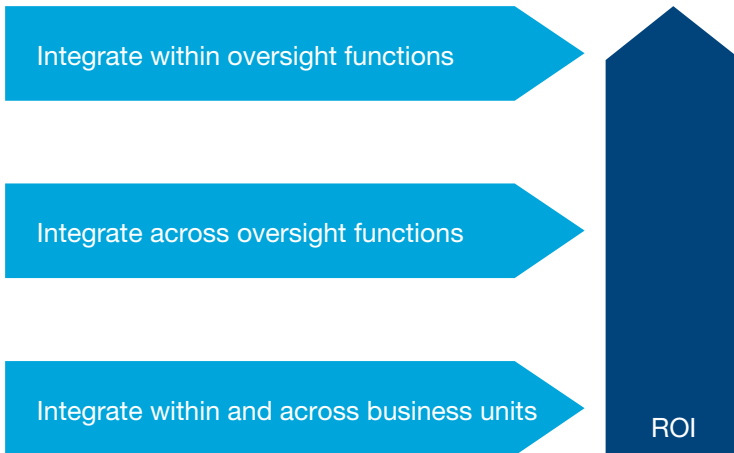 Integrate within oversight functions
Integrate across oversight functions
Integrate within and across business units
ROI